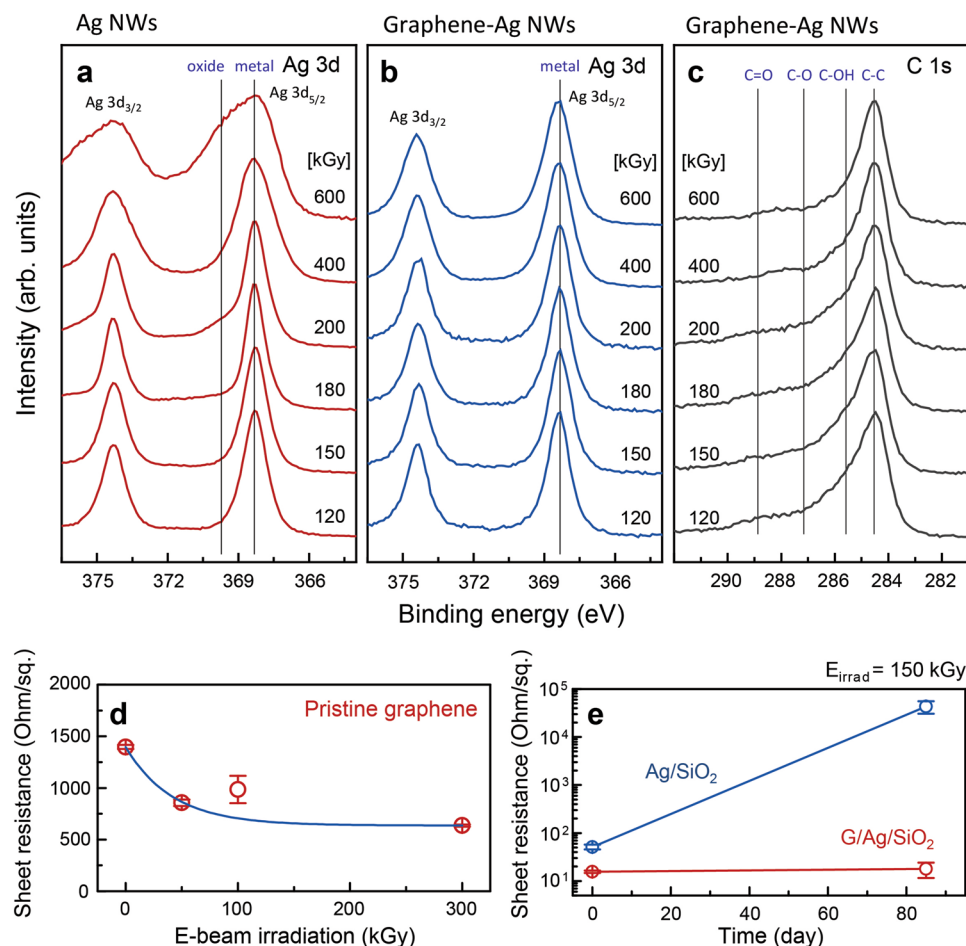 Ag NWs
Graphene-Ag NWs
Graphene-Ag NWs
Intensity (arb. units)
a
oxide metal Ag 3d
Ag 3d3/2
Ag 3d5/2
[kGy]
600
400
200
180
150
120
375 372 369 366
b
metal Ag 3d
Ag 3d3/2
Ag 3d5/2
[kGy]
600
400
200
180
150
120
375 372 369 366
c
C 1s
C=O C-O C-OH C-C
[kGy]
600
400
200
180
150
120
290 288 286 284 282
Binding energy (eV)
Sheet resistance (Ohm/sq.)
2000
1500
1000
500
0
d
Pristine graphene
0 100 200 300
E-beam irradiation (kGy)
Eirrad = 150 kGy
Sheet resistance (Ohm/sq.)
10^5
10^4
10^3
10^2
10^1
e
Ag/SiO2
G/Ag/SiO2
0 20 40 60 80
Time (day)